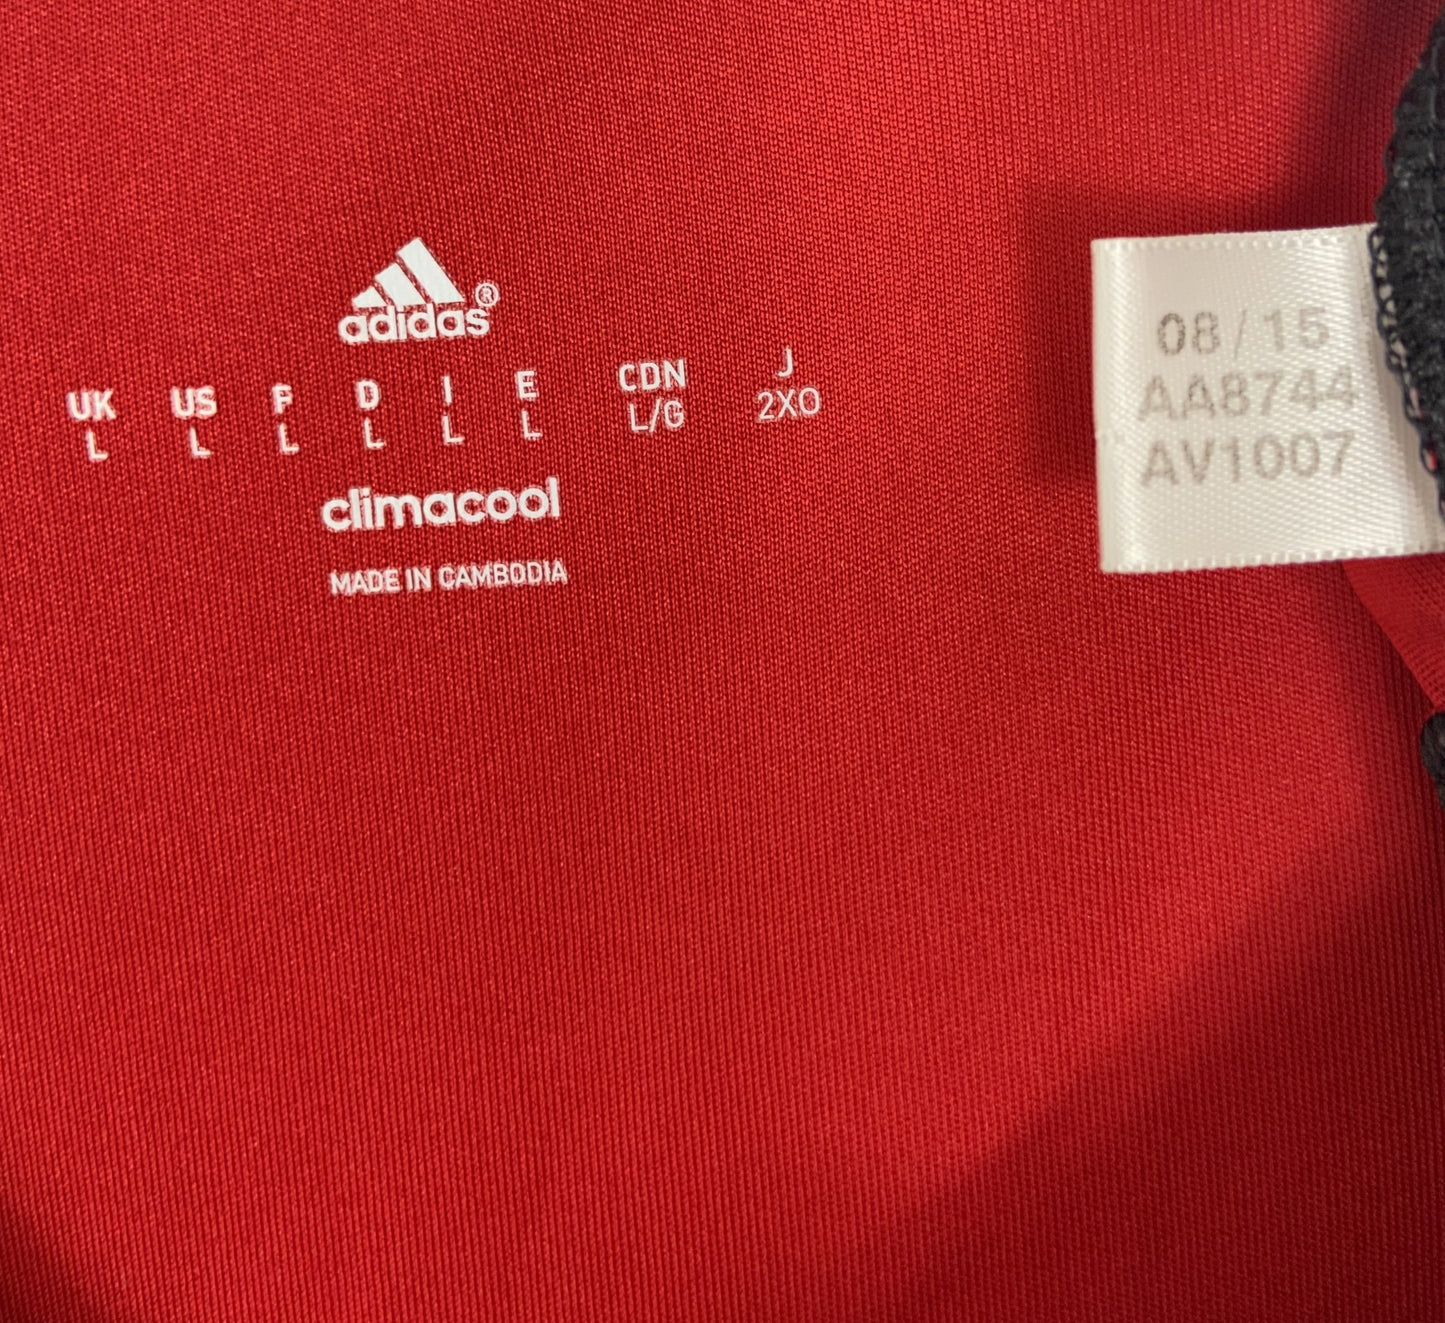 adidas®
UK US F D I E CDN J
L L L L L L L/G 2XO
climacool
MADE IN CAMBODIA
08/15
AA8744
AV1007